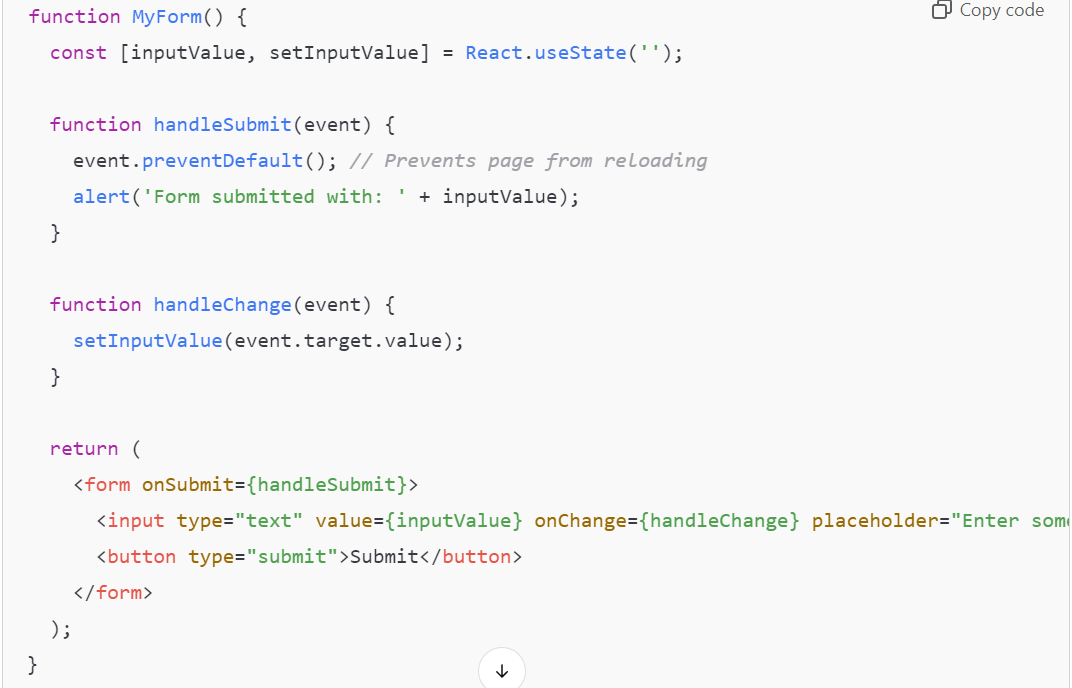 Copy code
function MyForm() {
  const [inputValue, setInputValue] = React.useState('');

  function handleSubmit(event) {
    event.preventDefault(); // Prevents page from reloading
    alert('Form submitted with: ' + inputValue);
  }

  function handleChange(event) {
    setInputValue(event.target.value);
  }

  return (
    <form onSubmit={handleSubmit}>
      <input type="text" value={inputValue} onChange={handleChange} placeholder="Enter
      <button type="submit">Submit</button>
    </form>
  );
}